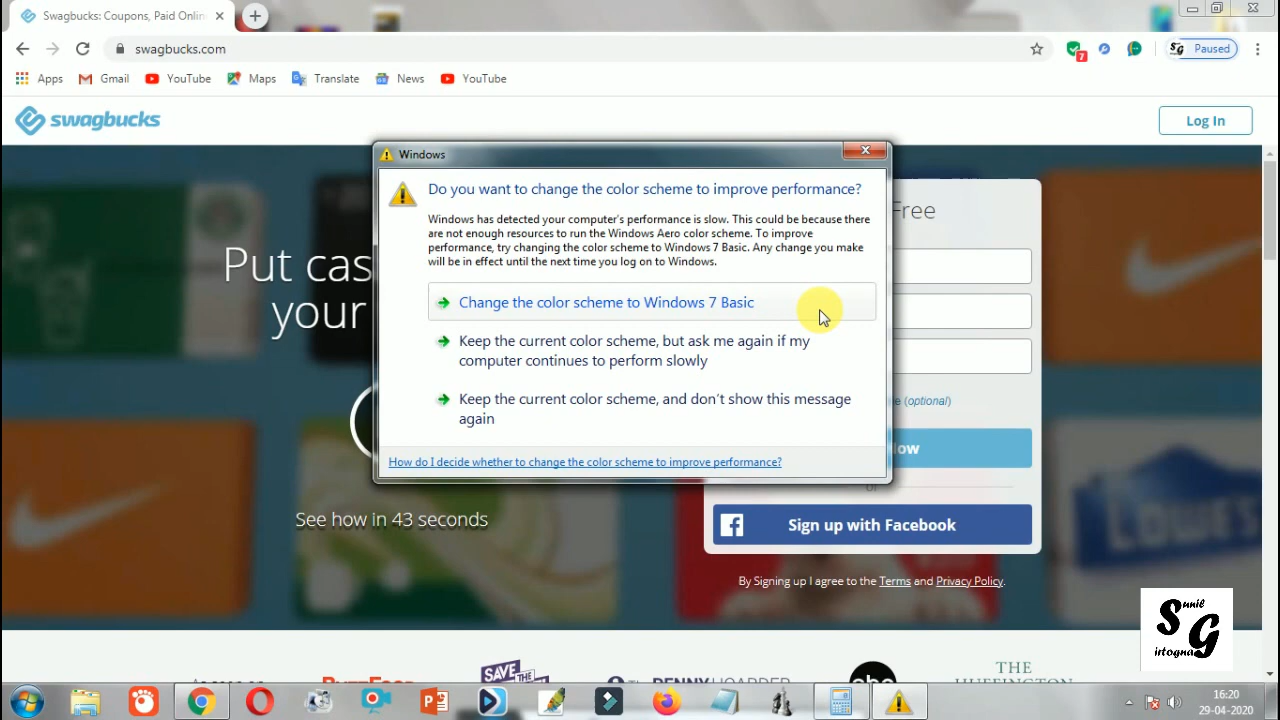 Swagbucks: Coupons, Paid Onlin
swagbucks.com
7
SG
Paused
Apps
Gmail
YouTube
Maps
Translate
News
YouTube
swagbucks
Log In
Windows
Do you want to change the color scheme to improve performance?
Windows has detected your computer's performance is slow. This could be because there
are not enough resources to run the Windows Aero color scheme. To improve
performance, try changing the color scheme to Windows 7 Basic. Any change you make
will be in effect until the next time you log on to Windows.
Change the color scheme to Windows 7 Basic
Keep the current color scheme, but ask me again if my
computer continues to perform slowly
Keep the current color scheme, and don't show this message
again
How do I decide whether to change the color scheme to improve performance?
Put cas
your
Free
(optional)
or
See how in 43 seconds
Sign up with Facebook
LOWE'S
By Signing up I agree to the Terms and Privacy Policy.
Sunil
Girtogna
SAVE THE
THE
16:20
29-04-2020